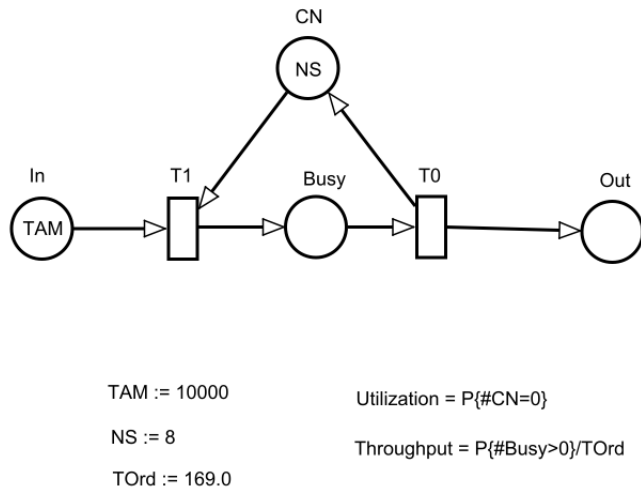 CN
NS
In
T1
Busy
T0
Out
TAM
TAM := 10000
Utilization = P{#CN=0}
NS := 8
Throughput = P{#Busy>0}/TOrd
TOrd := 169.0